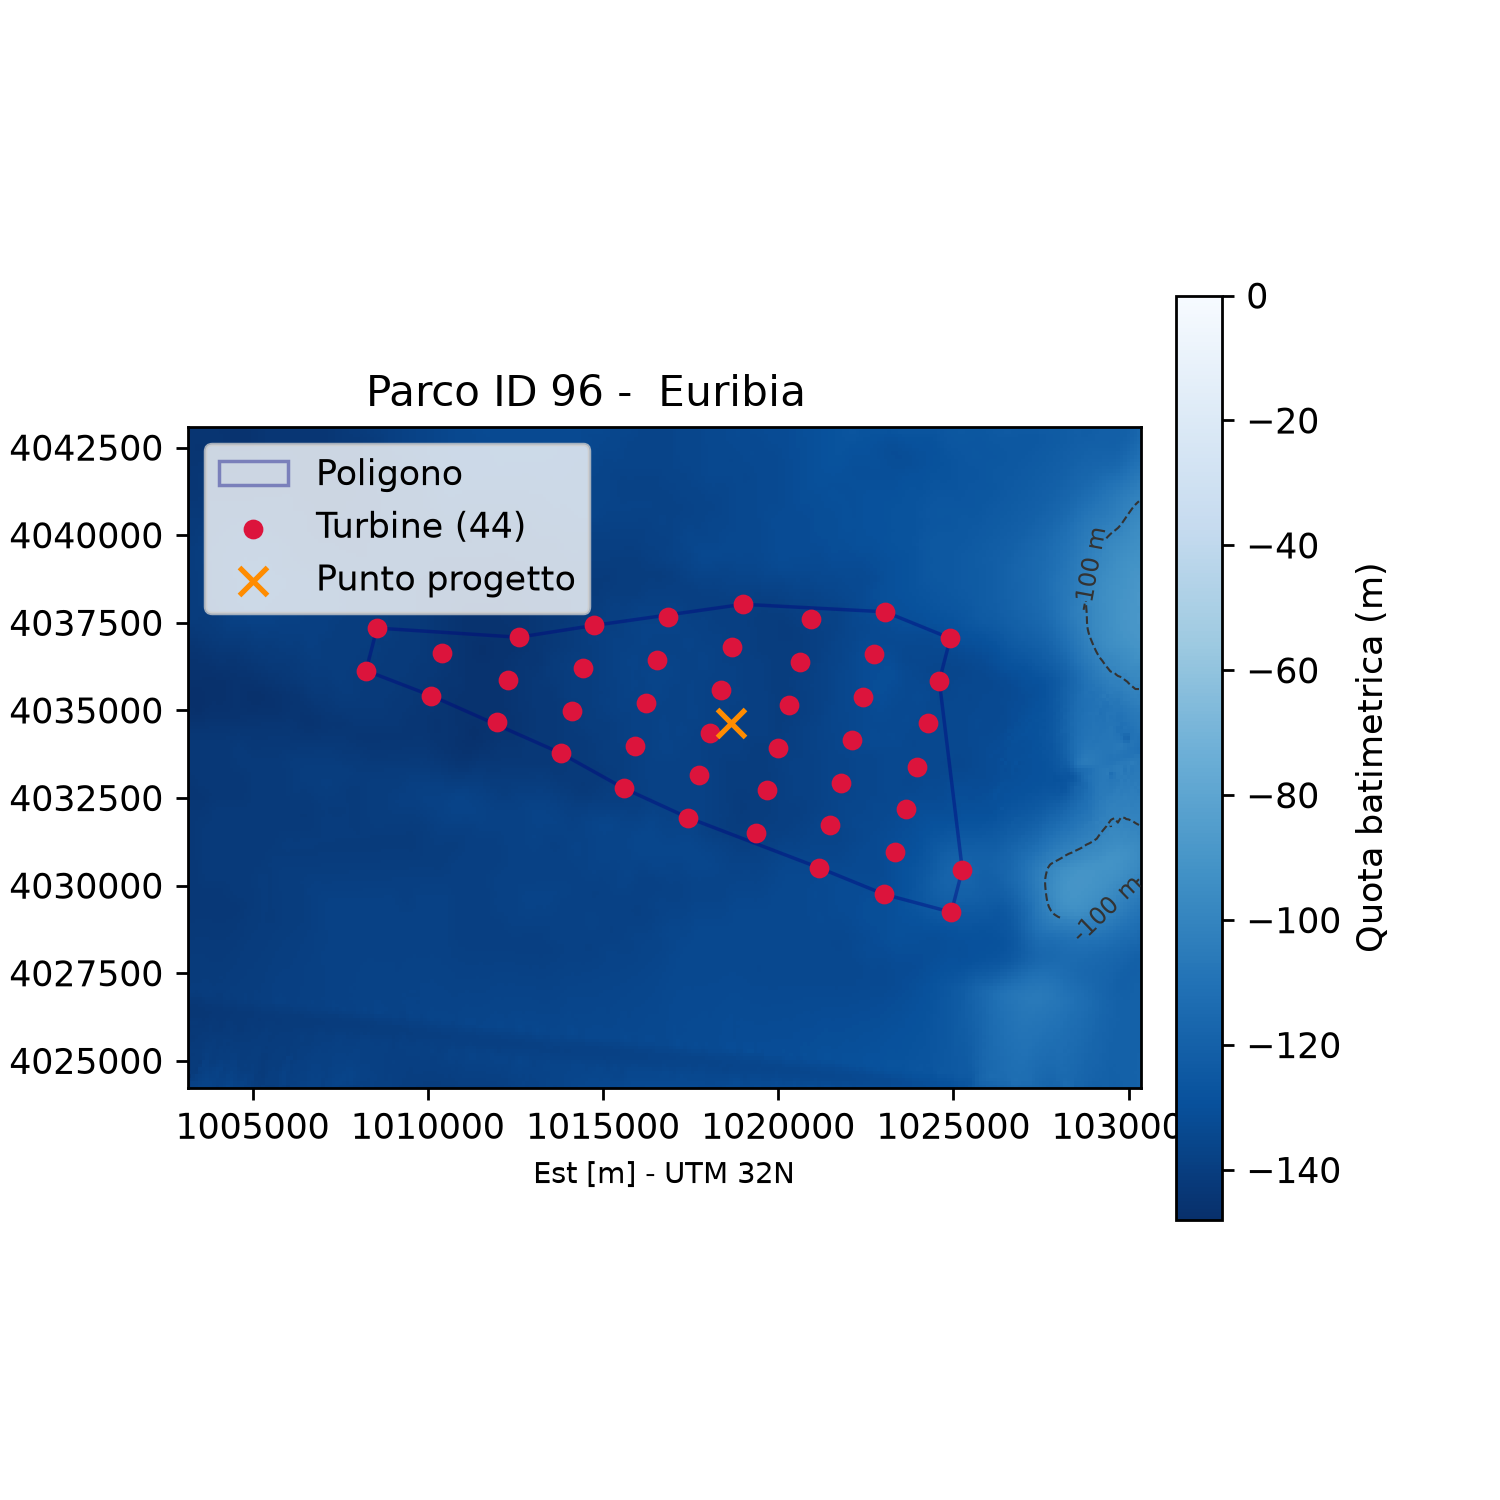 Parco ID 96 -  Euribia
Poligono
Turbine (44)
Punto progetto
4042500
4040000
4037500
4035000
4032500
4030000
4027500
4025000
-100 m
-100 m
1005000 1010000 1015000 1020000 1025000 103000
Est [m] - UTM 32N
0
−20
−40
−60
−80
−100
−120
−140
Quota batimetrica (m)